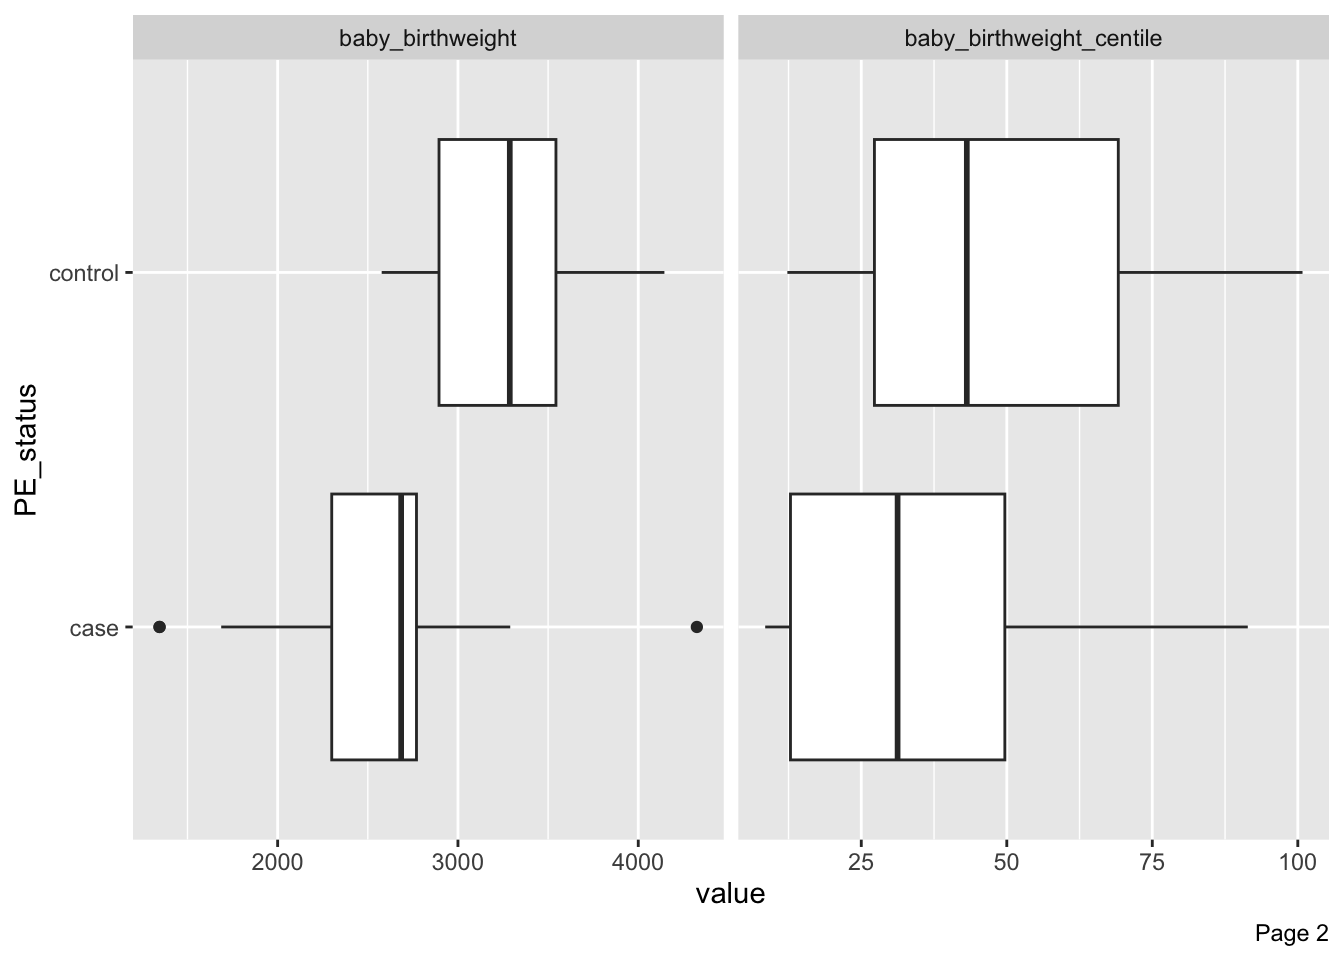 baby_birthweight
baby_birthweight_centile
PE_status
control
case
2000 3000 4000
25 50 75 100
value
Page 2